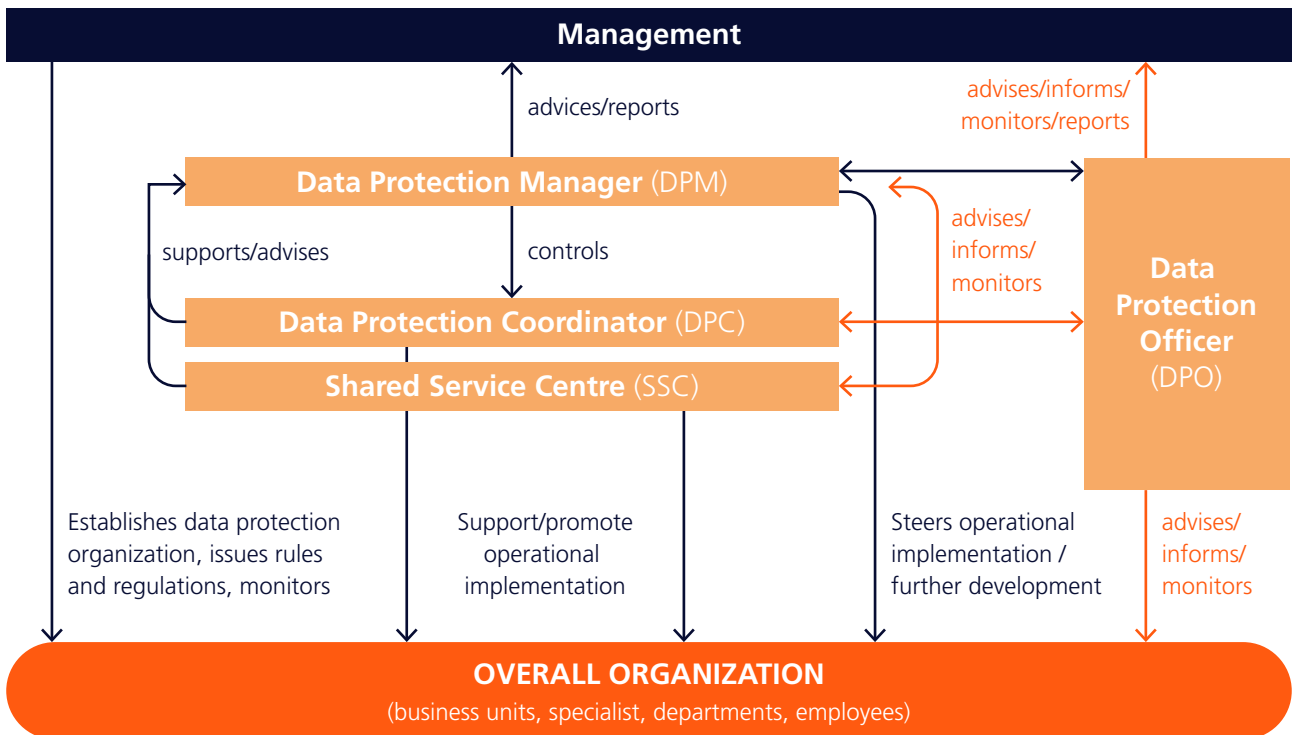 Management
advices/reports
advises/informs/
monitors/reports
Data Protection Manager (DPM)
supports/advises
controls
advises/
informs/
monitors
Data
Protection
Officer
(DPO)
Data Protection Coordinator (DPC)
Shared Service Centre (SSC)
Establishes data protection
organization, issues rules
and regulations, monitors
Support/promote
operational
implementation
Steers operational
implementation /
further development
advises/
informs/
monitors
OVERALL ORGANIZATION
(business units, specialist, departments, employees)